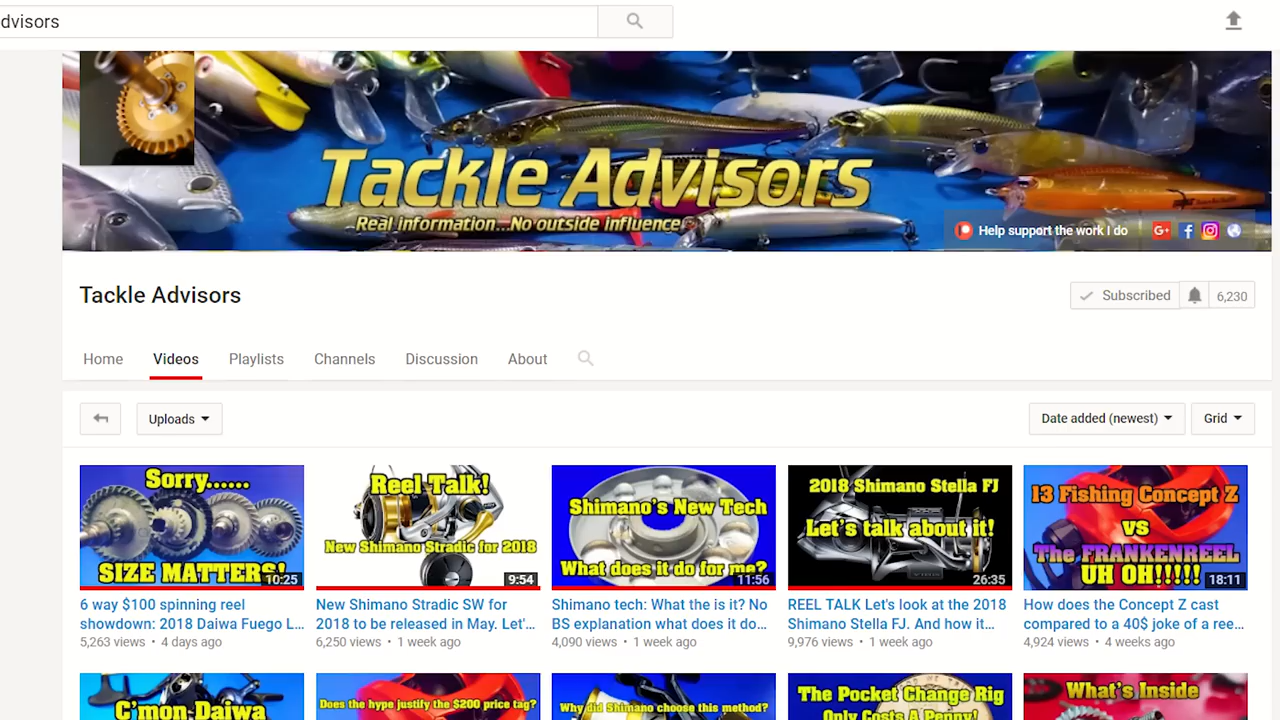 dvisors
Tackle Advisors
Real information...No outside influence
Help support the work I do
Tackle Advisors
Subscribed
6,230
Home
Videos
Playlists
Channels
Discussion
About
Uploads
Date added (newest)
Grid
Sorry......
SIZE MATTERS!
10:25
Reel Talk!
New Shimano Stradic for 2018
9:54
Shimano's New Tech
What does it do for me?
11:56
2018 Shimano Stella FJ
Let's talk about it!
26:35
13 Fishing Concept Z
vs
The FRANKENREEL
UH OH!!!!!
18:11
6 way $100 spinning reel
showdown: 2018 Daiwa Fuego L...
5,263 views • 4 days ago
New Shimano Stradic SW for
2018 to be released in May. Let'...
6,250 views • 1 week ago
Shimano tech: What the is it? No
BS explanation what does it do...
4,090 views • 1 week ago
REEL TALK Let's look at the 2018
Shimano Stella FJ. And how it...
9,976 views • 1 week ago
How does the Concept Z cast
compared to a 40$ joke of a ree...
4,924 views • 4 weeks ago
C'mon Daiwa
Does the hype justify the $200 price tag?
Why did Shimano choose this method?
The Pocket Change Rig
Only Costs A Penny!
What's Inside